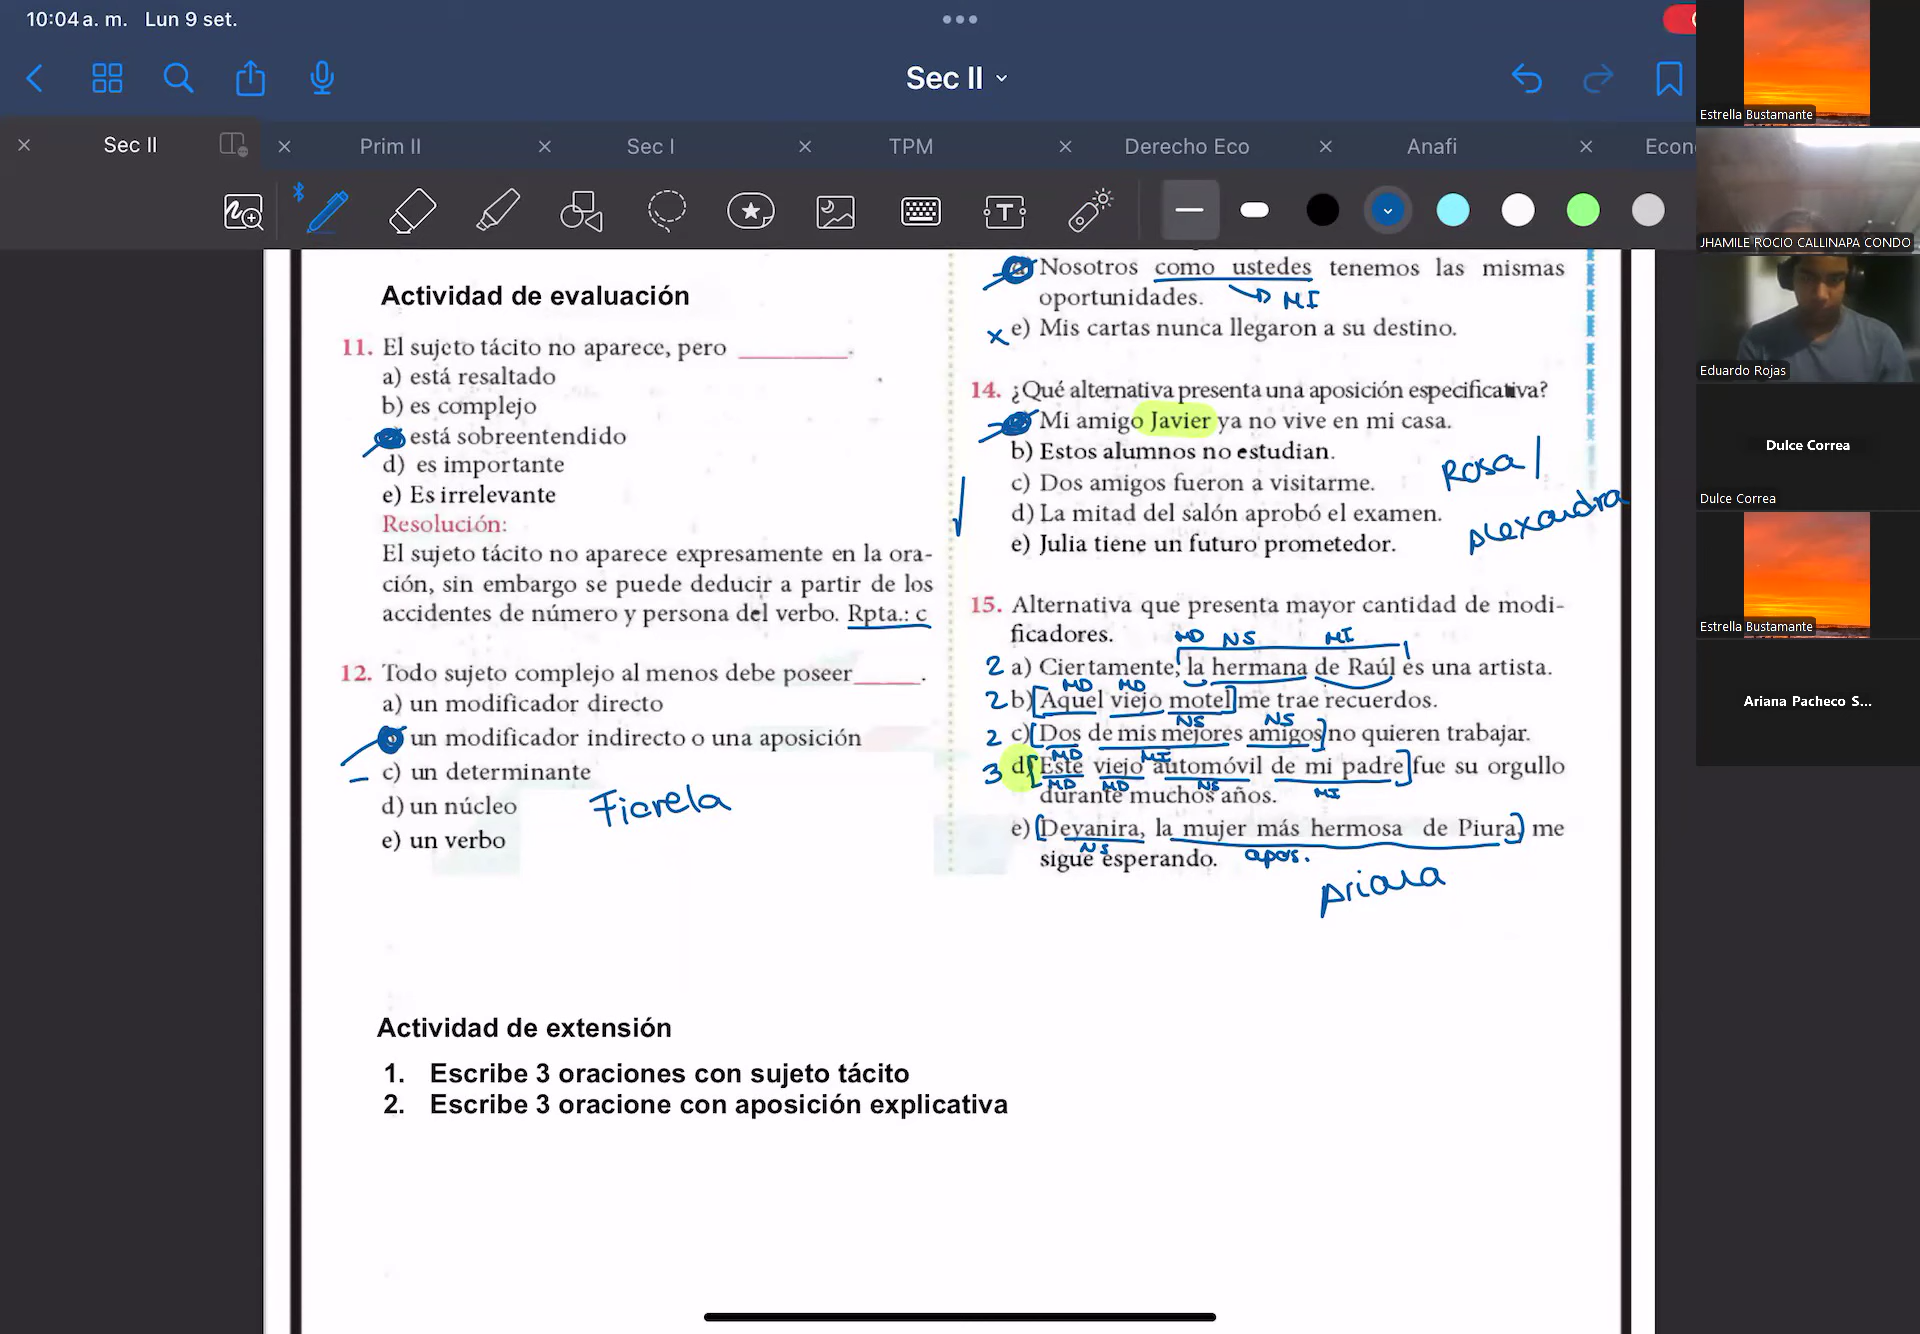 10:04 a. m. Lun 9 set.
Sec II
Sec II
Prim II
Sec I
TPM
Derecho Eco
Anafi
Econ
Actividad de evaluación
11. El sujeto tácito no aparece, pero ________.
a) está resaltado
b) es complejo
está sobreentendido
d) es importante
e) Es irrelevante
Resolución:
El sujeto tácito no aparece expresamente en la ora-
ción, sin embargo se puede deducir a partir de los
accidentes de número y persona del verbo. Rpta.: c
12. Todo sujeto complejo al menos debe poseer_____.
a) un modificador directo
un modificador indirecto o una aposición
c) un determinante
d) un núcleo
Fiorela
e) un verbo
Nosotros como ustedes tenemos las mismas
oportunidades.
MI
x e) Mis cartas nunca llegaron a su destino.
14. ¿Qué alternativa presenta una aposición especificativa?
Mi amigo Javier ya no vive en mi casa.
b) Estos alumnos no estudian.
c) Dos amigos fueron a visitarme.
Rosa /
d) La mitad del salón aprobó el examen.
Alexandra
e) Julia tiene un futuro prometedor.
15. Alternativa que presenta mayor cantidad de modi-
ficadores.
MD NS MI
2 a) Ciertamente, la hermana de Raúl es una artista.
MD MD
2 b) [Aquel viejo motel] me trae recuerdos.
NS NS
2 c) [Dos de mis mejores amigos] no quieren trabajar.
MD MI
3 d) [Este viejo automóvil de mi padre] fue su orgullo
MD MD NS MI
durante muchos años.
e) [Deyanira, la mujer más hermosa de Piura,] me
NS apos.
sigue esperando.
Ariana
Actividad de extensión
1. Escribe 3 oraciones con sujeto tácito
2. Escribe 3 oracione con aposición explicativa
Estrella Bustamante
JHAMILE ROCIO CALLINAPA CONDO
Eduardo Rojas
Dulce Correa
Dulce Correa
Estrella Bustamante
Ariana Pacheco S...